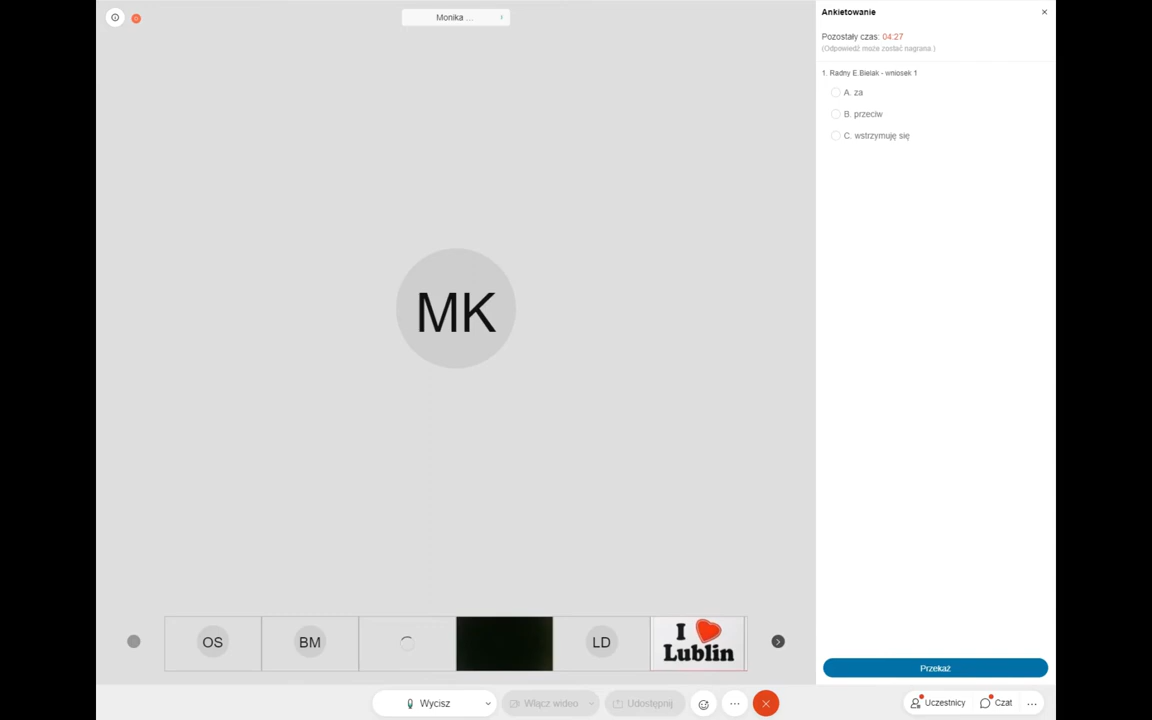 Monika ...
MK
OS
BM
LD
I
Lublin
Wycisz
Włącz wideo
Udostępnij
Ankietowanie
Pozostały czas: 04:27
(Odpowiedź może zostać nagrana.)
1. Radny E.Bielak - wniosek 1
A. za
B. przeciw
C. wstrzymuję się
Przekaż
Uczestnicy
Czat